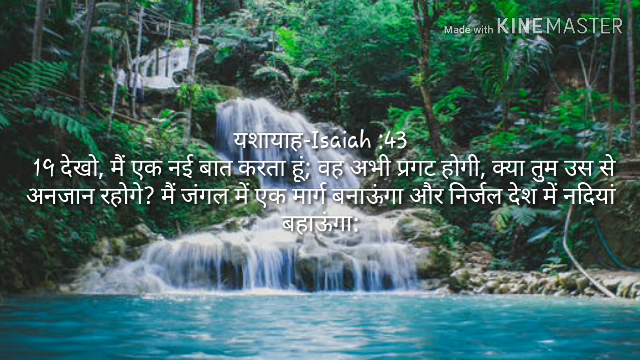 Made with KINEMASTER
यशायाह-Isaiah :43
19 देखो, मैं एक नई बात करता हूं; वह अभी प्रगट होगी, क्या तुम उस से
अनजान रहोगे? मैं जंगल में एक मार्ग बनाऊंगा और निर्जल देश में नदियां
बहाऊंगा: